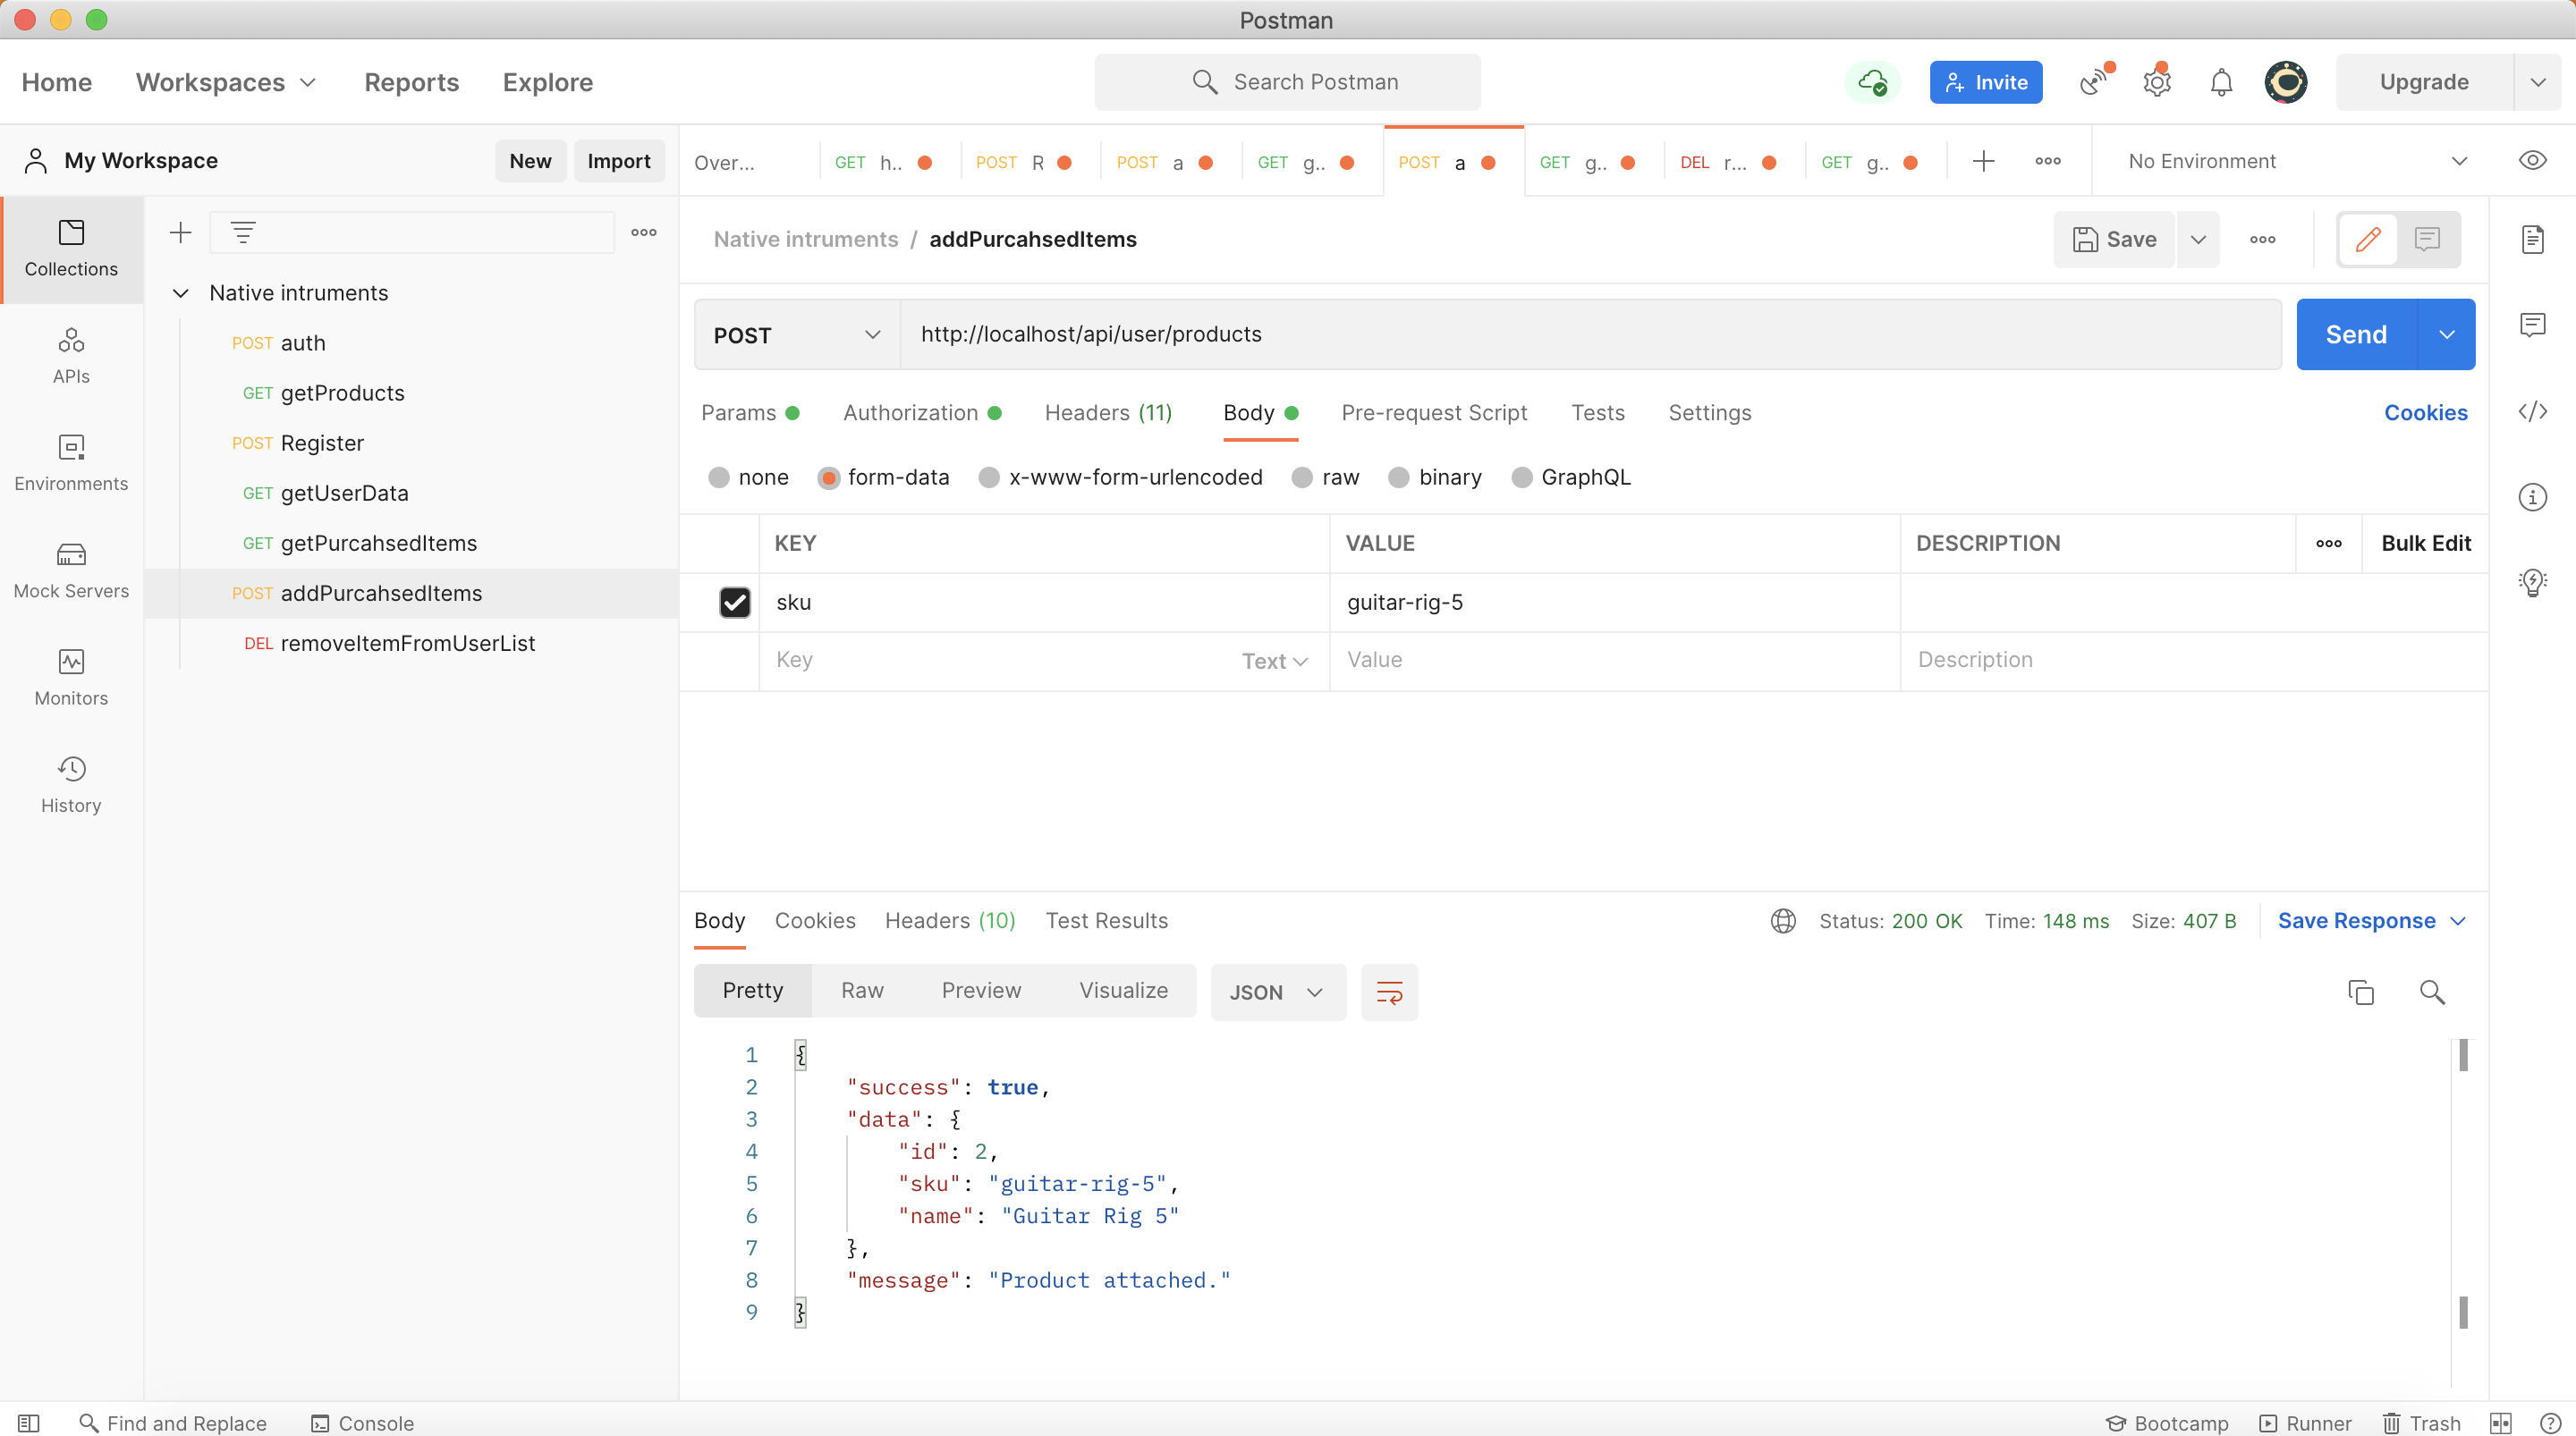 Postman
Home Workspaces Reports Explore Search Postman Invite Upgrade
My Workspace New Import Over... GET h.. POST R POST a GET g.. POST a GET g.. DEL r... GET g.. No Environment
Collections
APIs
Environments
Mock Servers
Monitors
History
Native intruments
POST auth
GET getProducts
POST Register
GET getUserData
GET getPurcahsedItems
POST addPurcahsedItems
DEL removeItemFromUserList
Native intruments / addPurcahsedItems Save
POST http://localhost/api/user/products Send
Params Authorization Headers (11) Body Pre-request Script Tests Settings Cookies
none form-data x-www-form-urlencoded raw binary GraphQL
KEY VALUE DESCRIPTION Bulk Edit
sku guitar-rig-5
Key Text Value Description
Body Cookies Headers (10) Test Results Status: 200 OK Time: 148 ms Size: 407 B Save Response
Pretty Raw Preview Visualize JSON
1 {
2 "success": true,
3 "data": {
4 "id": 2,
5 "sku": "guitar-rig-5",
6 "name": "Guitar Rig 5"
7 },
8 "message": "Product attached."
9 }
Find and Replace Console Bootcamp Runner Trash